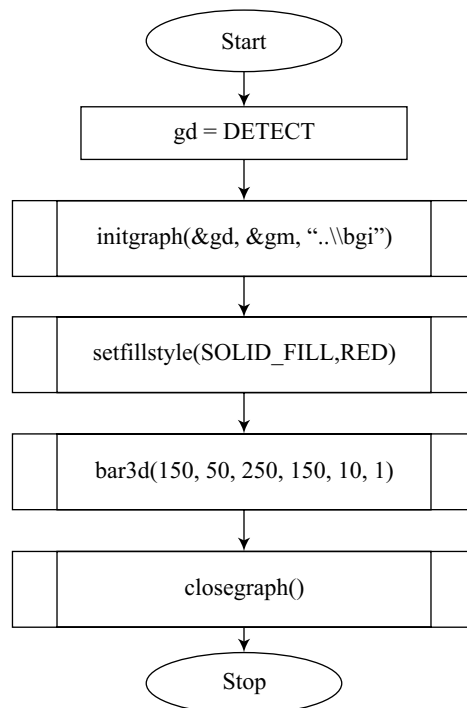 Start
gd = DETECT
initgraph(&gd, &gm, “..\\bgi”)
setfillstyle(SOLID_FILL,RED)
bar3d(150, 50, 250, 150, 10, 1)
closegraph()
Stop